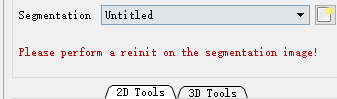 Segmentation Untitled
Please perform a reinit on the segmentation image!
2D Tools 3D Tools